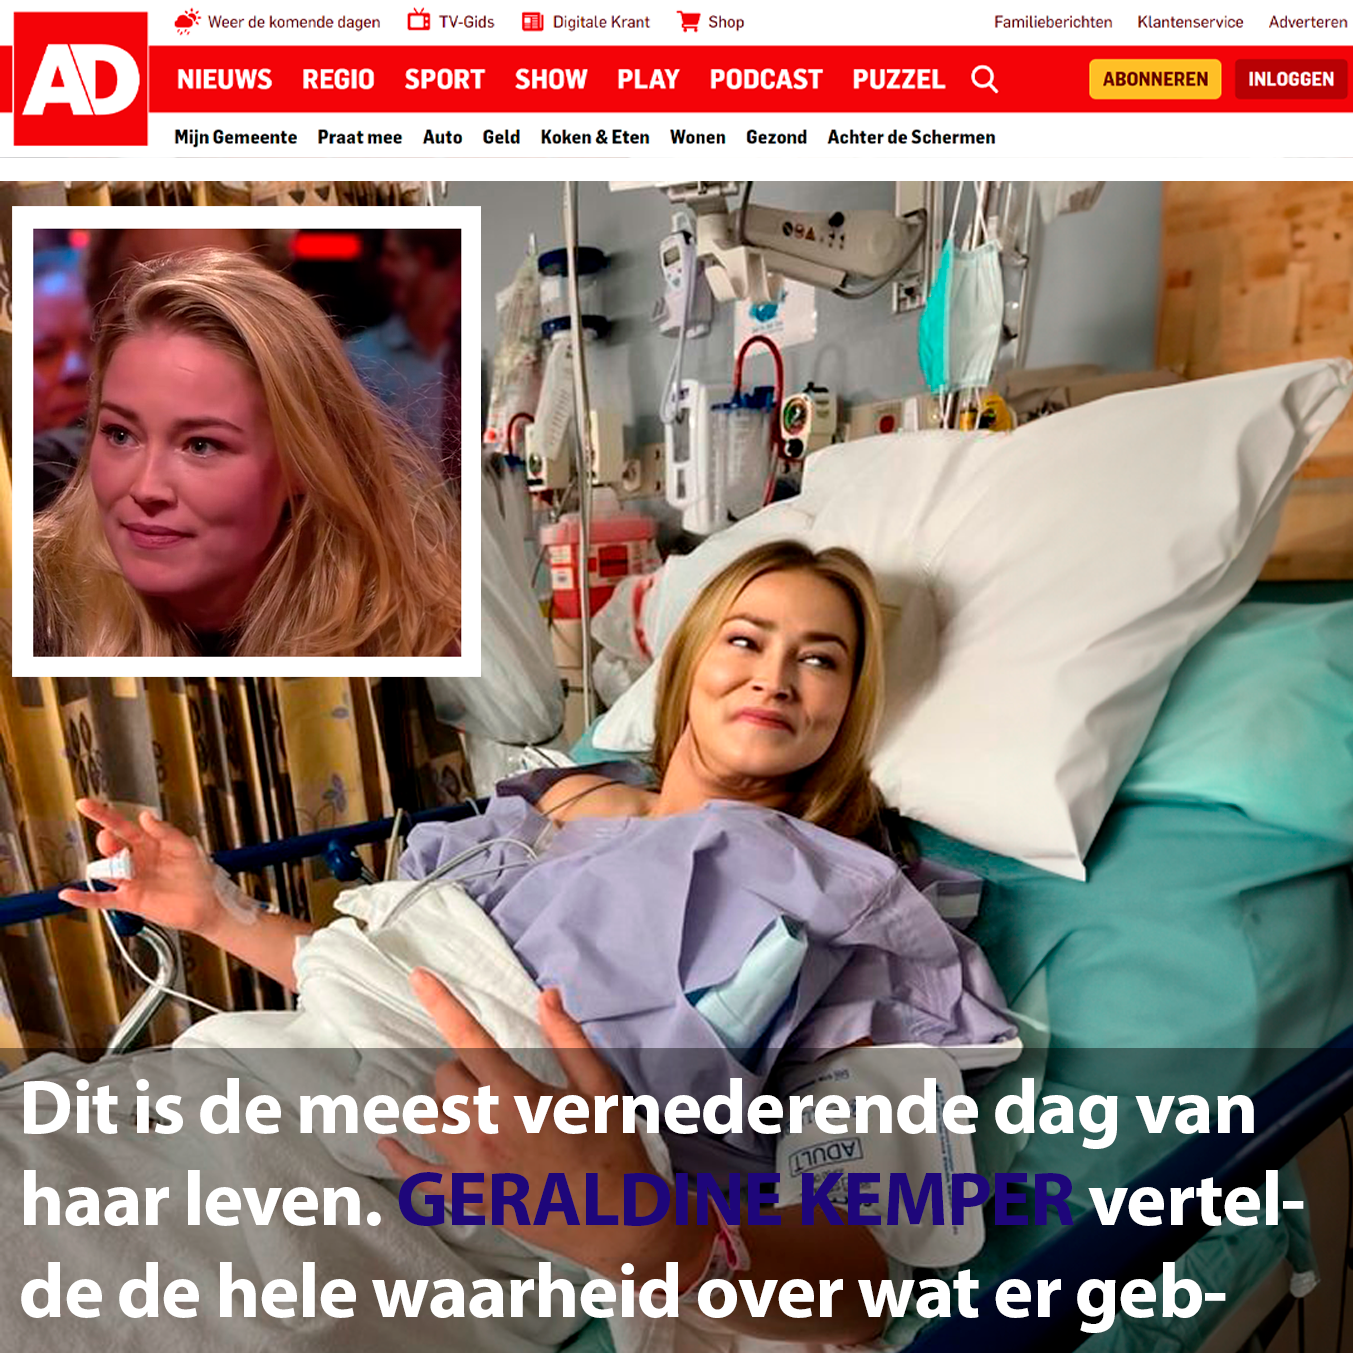 Weer de komende dagen TV-Gids Digitale Krant Shop Familieberichten Klantenservice Adverteren
AD NIEUWS REGIO SPORT SHOW PLAY PODCAST PUZZEL ABONNEREN INLOGGEN
Mijn Gemeente Praat mee Auto Geld Koken & Eten Wonen Gezond Achter de Schermen
ADULT
Dit is de meest vernederende dag van
haar leven. GERALDINE KEMPER vertel-
de de hele waarheid over wat er geb-